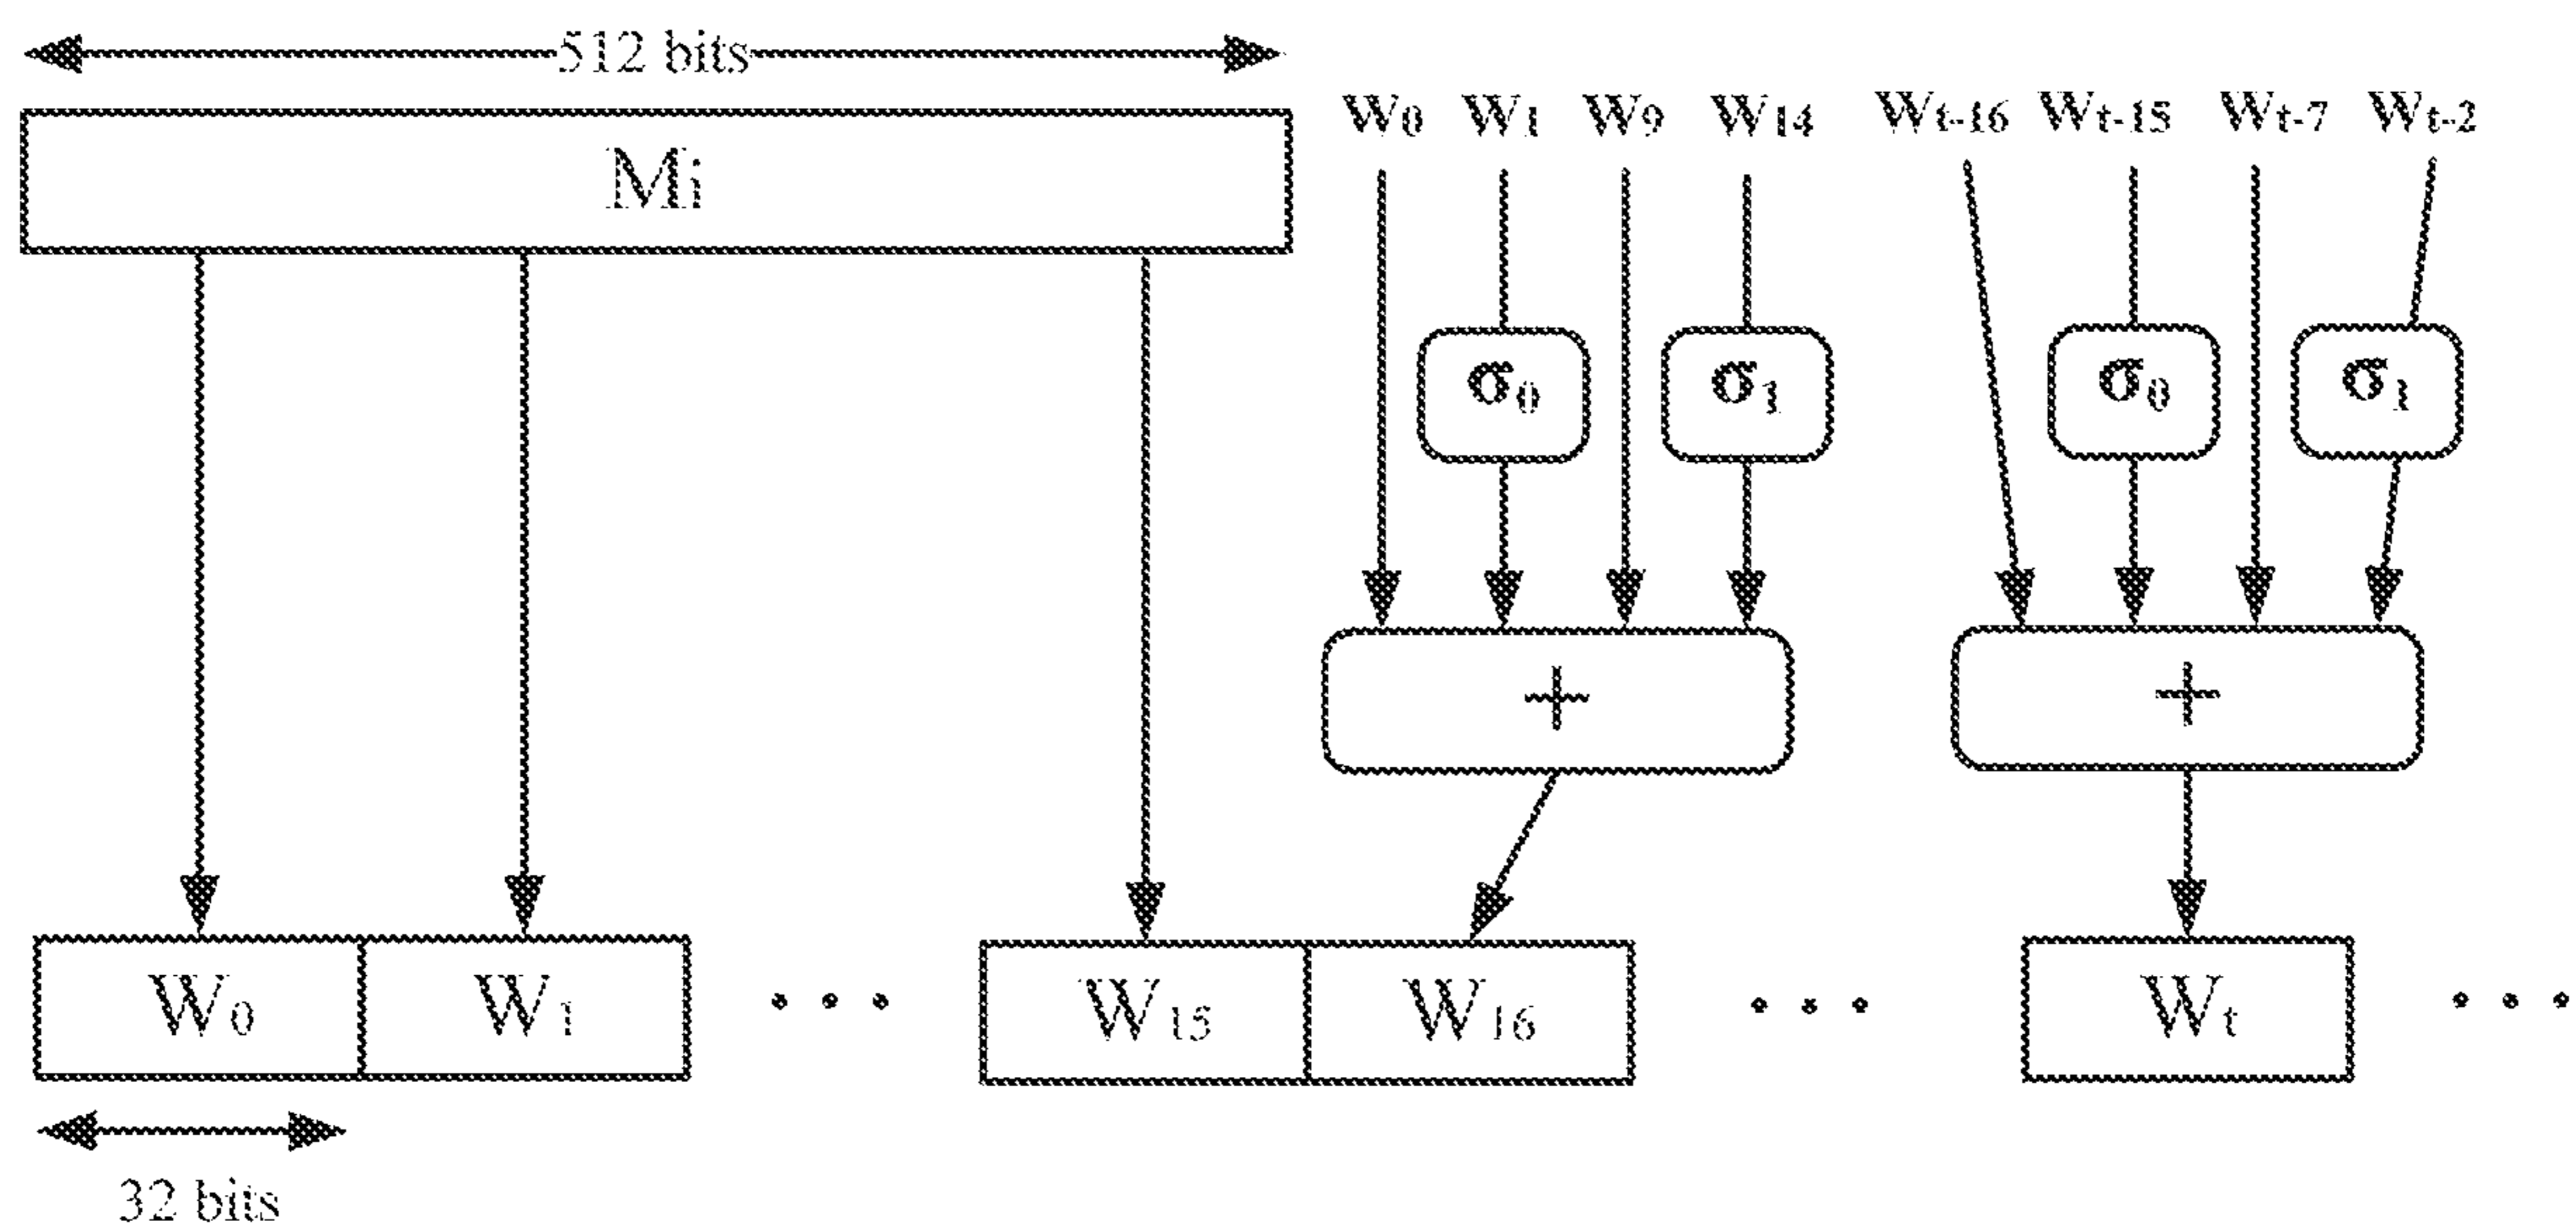 512 bits
W0 W1 W9 W14 Wt-16 Wt-15 Wt-7 Wt-2
Mi
σ0 σ1 σ0 σ1
+ +
W0 W1 • • • W15 W16 • • • Wt • • •
32 bits